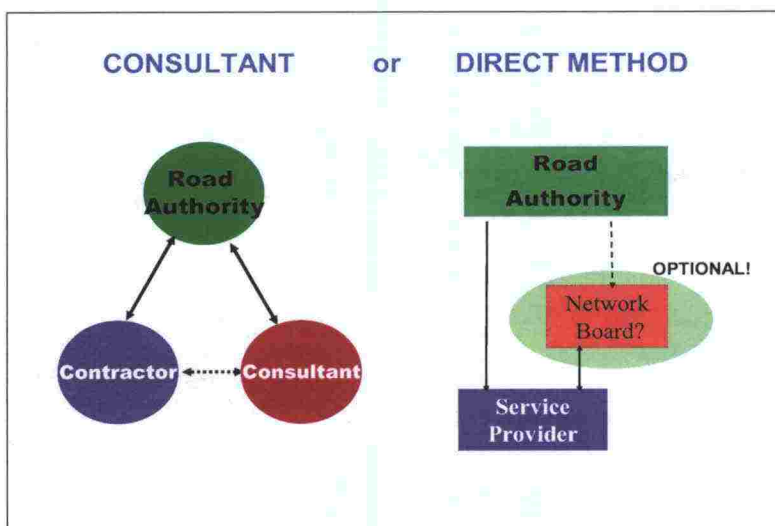 CONSULTANT or DIRECT METHOD
Road
Authority
Contractor
Consultant
Road
Authority
OPTIONAL!
Network
Board?
Service
Provider